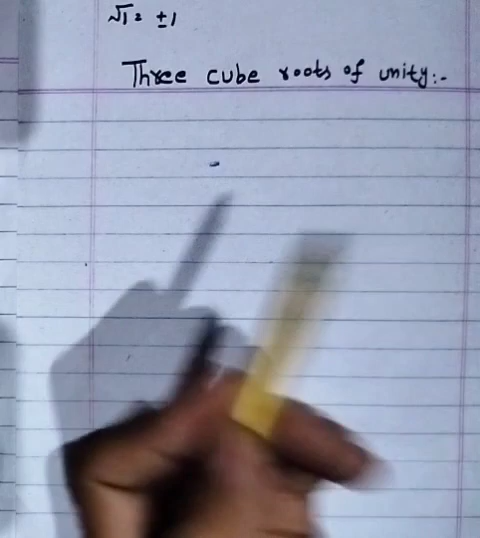 √1 = ±1
Three cube roots of unity:-
-